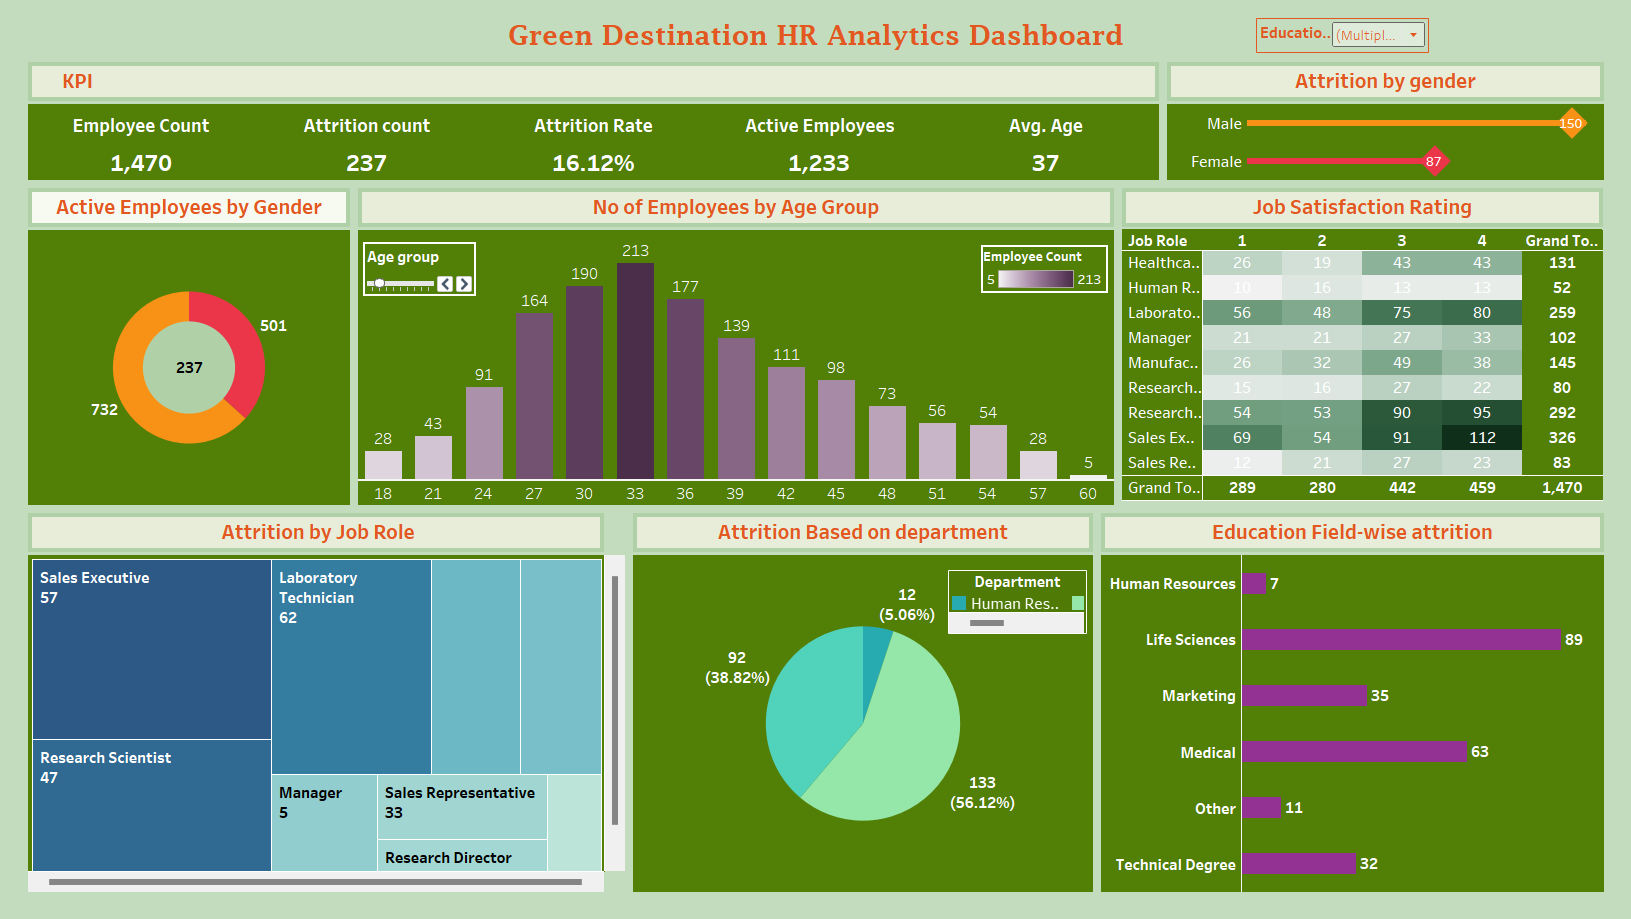 Green Destination HR Analytics Dashboard
Educatio..
(Multipl...
KPI
Employee Count
Attrition count
Attrition Rate
Active Employees
Avg. Age
1,470
237
16.12%
1,233
37
Attrition by gender
Male
150
Female
87
Active Employees by Gender
501
237
732
No of Employees by Age Group
Age group
Employee Count
5
213
28
43
91
164
190
213
177
139
111
98
73
56
54
28
5
18 21 24 27 30 33 36 39 42 45 48 51 54 57 60
Job Satisfaction Rating
Job Role 1 2 3 4 Grand To..
Healthca.. 26 19 43 43 131
Human R.. 10 16 13 13 52
Laborato.. 56 48 75 80 259
Manager 21 21 27 33 102
Manufac.. 26 32 49 38 145
Research.. 15 16 27 22 80
Research.. 54 53 90 95 292
Sales Ex.. 69 54 91 112 326
Sales Re.. 12 21 27 23 83
Grand To.. 289 280 442 459 1,470
Attrition by Job Role
Sales Executive
57
Laboratory
Technician
62
Research Scientist
47
Manager
5
Sales Representative
33
Research Director
Attrition Based on department
Department
Human Res..
12
(5.06%)
92
(38.82%)
133
(56.12%)
Education Field-wise attrition
Human Resources 7
Life Sciences 89
Marketing 35
Medical 63
Other 11
Technical Degree 32